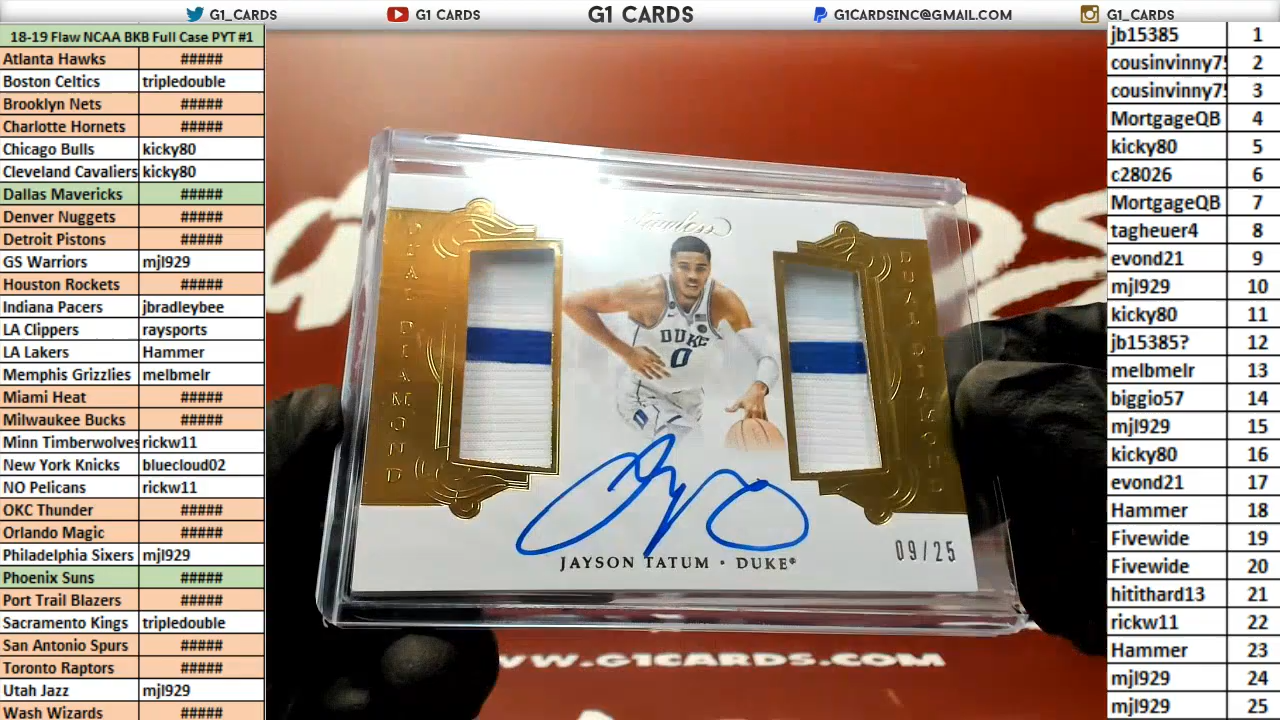 G1_CARDS
G1 CARDS
G1 CARDS
G1CARDSINC@GMAIL.COM
G1_CARDS
18-19 Flaw NCAA BKB Full Case PYT #1
Atlanta Hawks #####
Boston Celtics tripledouble
Brooklyn Nets #####
Charlotte Hornets #####
Chicago Bulls kicky80
Cleveland Cavaliers kicky80
Dallas Mavericks #####
Denver Nuggets #####
Detroit Pistons #####
GS Warriors mjl929
Houston Rockets #####
Indiana Pacers jbradleybee
LA Clippers raysports
LA Lakers Hammer
Memphis Grizzlies melbmelr
Miami Heat #####
Milwaukee Bucks #####
Minn Timberwolves rickw11
New York Knicks bluecloud02
NO Pelicans rickw11
OKC Thunder #####
Orlando Magic #####
Philadelphia Sixers mjl929
Phoenix Suns #####
Port Trail Blazers #####
Sacramento Kings tripledouble
San Antonio Spurs #####
Toronto Raptors #####
Utah Jazz mjl929
Wash Wizards #####
DUAL DIAMOND
DUKE
0
DUAL DIAMOND
JAYSON TATUM • DUKE®
09/25
WWW.G1CARDS.COM
jb15385 1
cousinvinny75 2
cousinvinny75 3
MortgageQB 4
kicky80 5
c28026 6
MortgageQB 7
tagheuer4 8
evond21 9
mjl929 10
kicky80 11
jb15385? 12
melbmelr 13
biggio57 14
mjl929 15
kicky80 16
evond21 17
Hammer 18
Fivewide 19
Fivewide 20
hitithard13 21
rickw11 22
Hammer 23
mjl929 24
mjl929 25